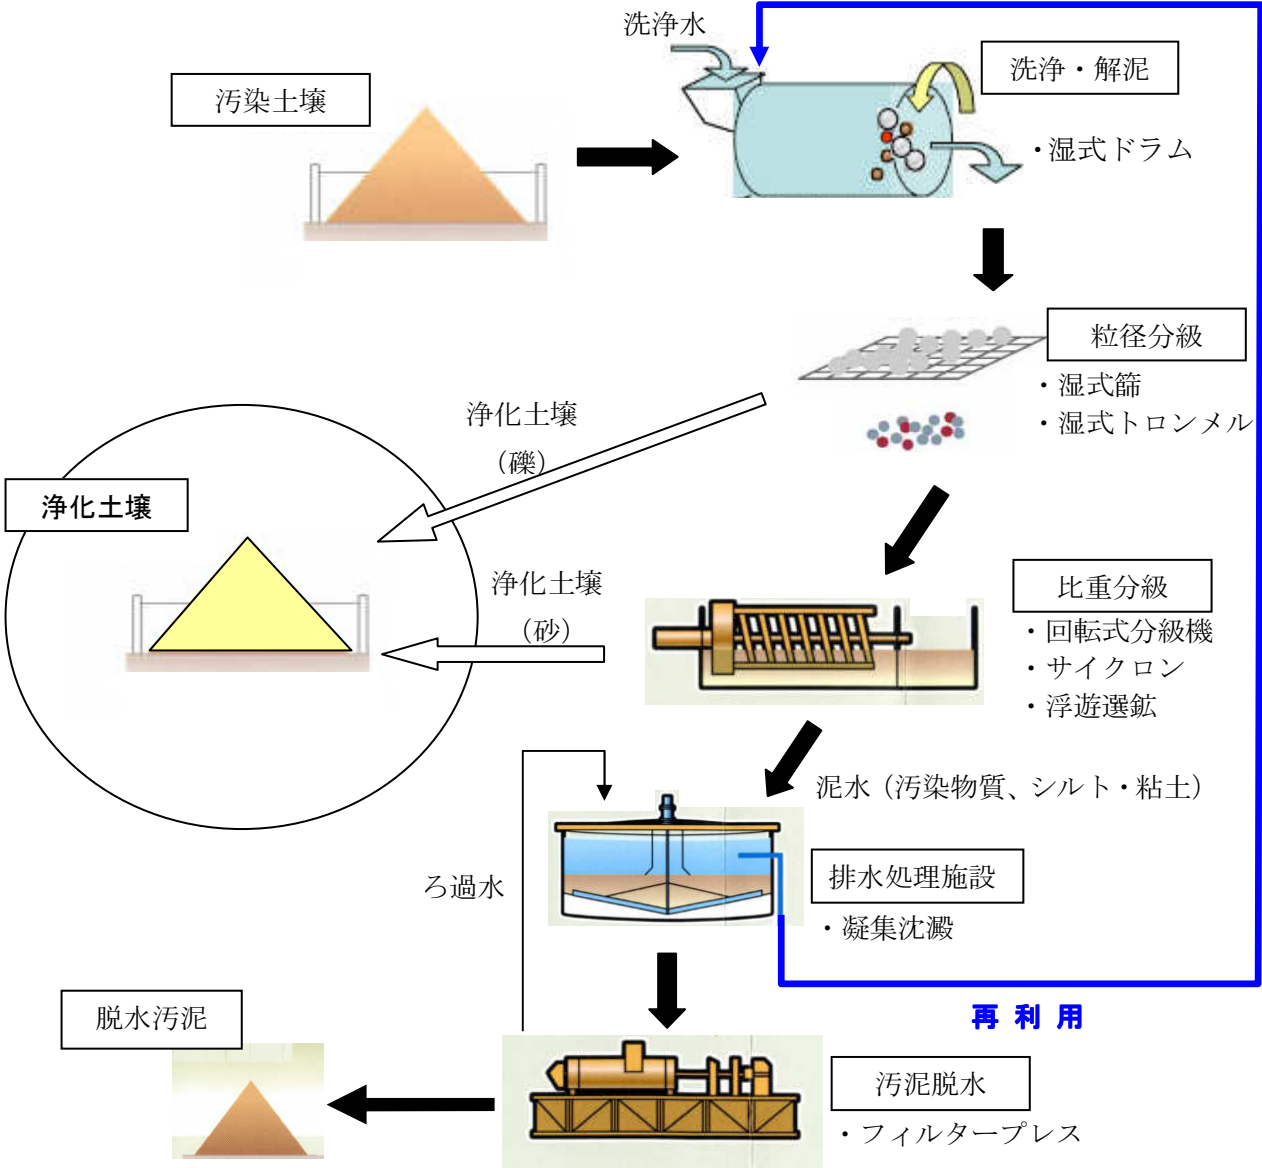 洗浄水
洗浄・解泥
汚染土壌
・湿式ドラム
粒径分級
・湿式篩
・湿式トロンメル
浄化土壌
（礫）
浄化土壌
比重分級
・回転式分級機
・サイクロン
・浮遊選鉱
浄化土壌
（砂）
泥水（汚染物質、シルト・粘土）
排水処理施設
・凝集沈澱
ろ過水
再利用
脱水汚泥
汚泥脱水
・フィルタープレス